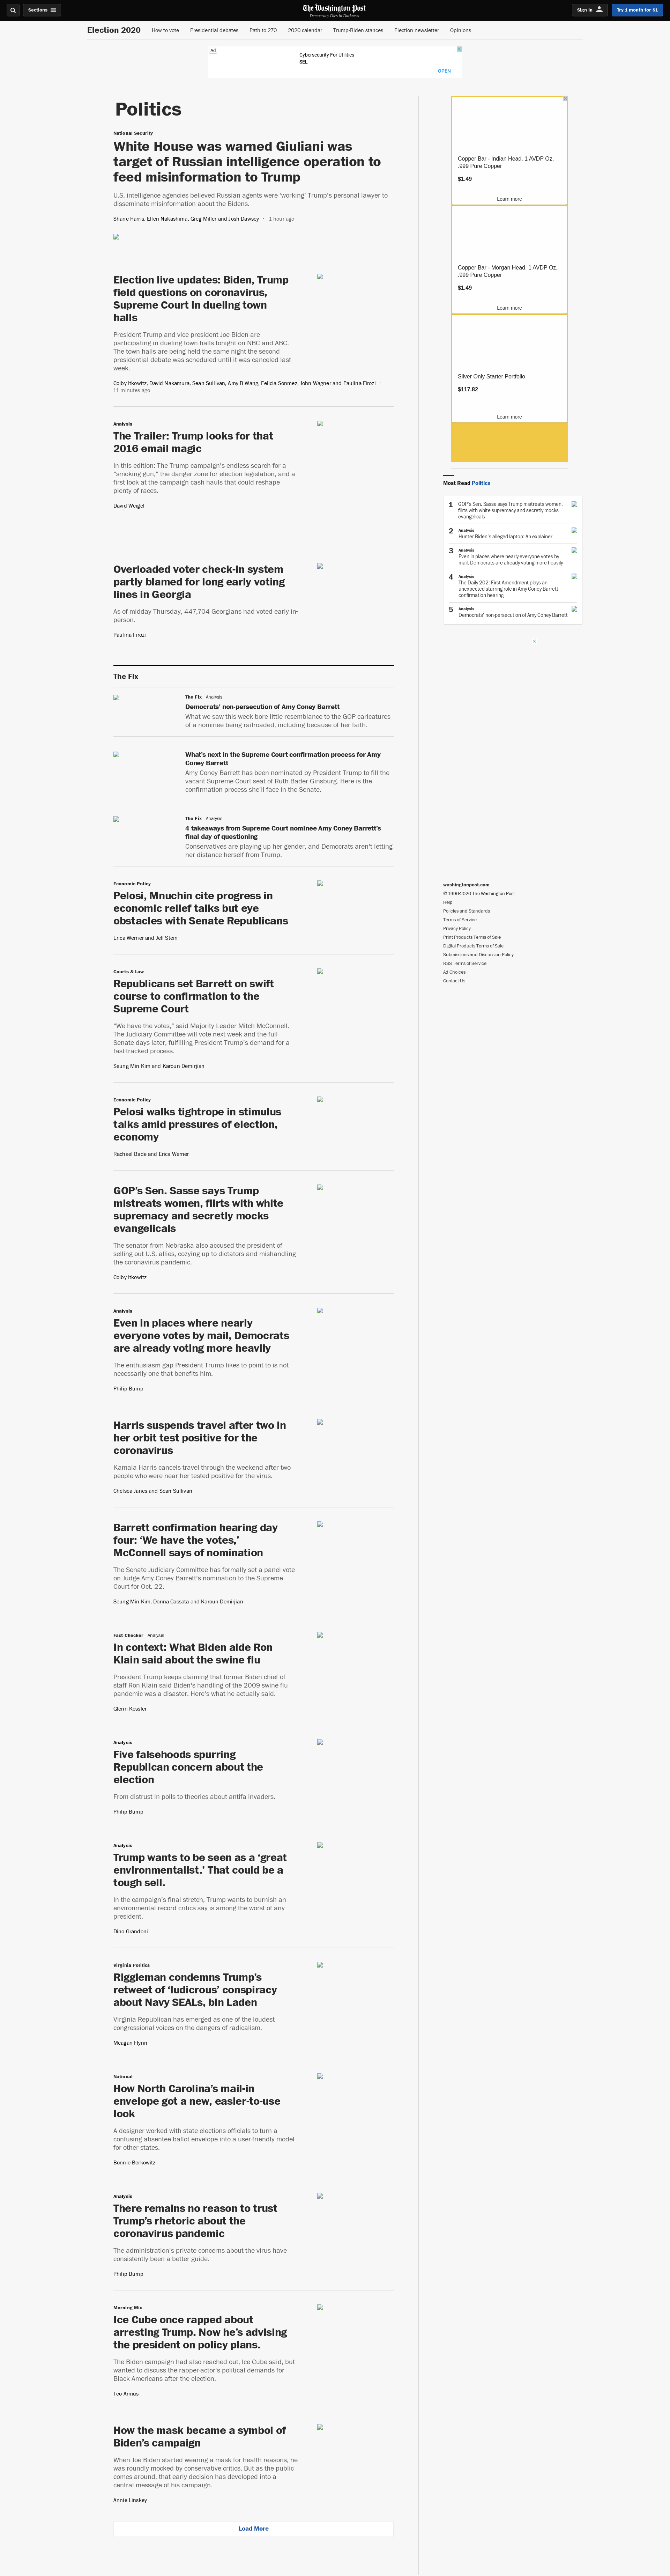 Sections
The Washington Post
Democracy Dies in Darkness
Sign In
Try 1 month for $1
Election 2020
How to vote
Presidential debates
Path to 270
2020 calendar
Trump-Biden stances
Election newsletter
Opinions
Ad
Cybersecurity For Utilities
SEL
OPEN
Politics
National Security
White House was warned Giuliani was
target of Russian intelligence operation to
feed misinformation to Trump
U.S. intelligence agencies believed Russian agents were ‘working’ Trump’s personal lawyer to
disseminate misinformation about the Bidens.
Shane Harris, Ellen Nakashima, Greg Miller and Josh Dawsey • 1 hour ago
Election live updates: Biden, Trump
field questions on coronavirus,
Supreme Court in dueling town
halls
President Trump and vice president Joe Biden are
participating in dueling town halls tonight on NBC and ABC.
The town halls are being held the same night the second
presidential debate was scheduled until it was canceled last
week.
Colby Itkowitz, David Nakamura, Sean Sullivan, Amy B Wang, Felicia Sonmez, John Wagner and Paulina Firozi •
11 minutes ago
Analysis
The Trailer: Trump looks for that
2016 email magic
In this edition: The Trump campaign's endless search for a
“smoking gun,” the danger zone for election legislation, and a
first look at the campaign cash hauls that could reshape
plenty of races.
David Weigel
Overloaded voter check-in system
partly blamed for long early voting
lines in Georgia
As of midday Thursday, 447,704 Georgians had voted early in-
person.
Paulina Firozi
The Fix
The Fix Analysis
Democrats’ non-persecution of Amy Coney Barrett
What we saw this week bore little resemblance to the GOP caricatures
of a nominee being railroaded, including because of her faith.
What’s next in the Supreme Court confirmation process for Amy
Coney Barrett
Amy Coney Barrett has been nominated by President Trump to fill the
vacant Supreme Court seat of Ruth Bader Ginsburg. Here is the
confirmation process she'll face in the Senate.
The Fix Analysis
4 takeaways from Supreme Court nominee Amy Coney Barrett’s
final day of questioning
Conservatives are playing up her gender, and Democrats aren't letting
her distance herself from Trump.
Economic Policy
Pelosi, Mnuchin cite progress in
economic relief talks but eye
obstacles with Senate Republicans
Erica Werner and Jeff Stein
Courts & Law
Republicans set Barrett on swift
course to confirmation to the
Supreme Court
“We have the votes,” said Majority Leader Mitch McConnell.
The Judiciary Committee will vote next week and the full
Senate days later, fulfilling President Trump's demand for a
fast-tracked process.
Seung Min Kim and Karoun Demirjian
Economic Policy
Pelosi walks tightrope in stimulus
talks amid pressures of election,
economy
Rachael Bade and Erica Werner
GOP’s Sen. Sasse says Trump
mistreats women, flirts with white
supremacy and secretly mocks
evangelicals
The senator from Nebraska also accused the president of
selling out U.S. allies, cozying up to dictators and mishandling
the coronavirus pandemic.
Colby Itkowitz
Analysis
Even in places where nearly
everyone votes by mail, Democrats
are already voting more heavily
The enthusiasm gap President Trump likes to point to is not
necessarily one that benefits him.
Philip Bump
Harris suspends travel after two in
her orbit test positive for the
coronavirus
Kamala Harris cancels travel through the weekend after two
people who were near her tested positive for the virus.
Chelsea Janes and Sean Sullivan
Barrett confirmation hearing day
four: ‘We have the votes,’
McConnell says of nomination
The Senate Judiciary Committee has formally set a panel vote
on Judge Amy Coney Barrett’s nomination to the Supreme
Court for Oct. 22.
Seung Min Kim, Donna Cassata and Karoun Demirjian
Fact Checker Analysis
In context: What Biden aide Ron
Klain said about the swine flu
President Trump keeps claiming that former Biden chief of
staff Ron Klain said Biden's handling of the 2009 swine flu
pandemic was a disaster. Here's what he actually said.
Glenn Kessler
Analysis
Five falsehoods spurring
Republican concern about the
election
From distrust in polls to theories about antifa invaders.
Philip Bump
Analysis
Trump wants to be seen as a ‘great
environmentalist.’ That could be a
tough sell.
In the campaign's final stretch, Trump wants to burnish an
environmental record critics say is among the worst of any
president.
Dino Grandoni
Virginia Politics
Riggleman condemns Trump’s
retweet of ‘ludicrous’ conspiracy
about Navy SEALs, bin Laden
Virginia Republican has emerged as one of the loudest
congressional voices on the dangers of radicalism.
Meagan Flynn
National
How North Carolina’s mail-in
envelope got a new, easier-to-use
look
A designer worked with state elections officials to turn a
confusing absentee ballot envelope into a user-friendly model
for other states.
Bonnie Berkowitz
Analysis
There remains no reason to trust
Trump’s rhetoric about the
coronavirus pandemic
The administration's private concerns about the virus have
consistently been a better guide.
Philip Bump
Morning Mix
Ice Cube once rapped about
arresting Trump. Now he’s advising
the president on policy plans.
The Biden campaign had also reached out, Ice Cube said, but
wanted to discuss the rapper-actor's political demands for
Black Americans after the election.
Teo Armus
How the mask became a symbol of
Biden’s campaign
When Joe Biden started wearing a mask for health reasons, he
was roundly mocked by conservative critics. But as the public
comes around, that early decision has developed into a
central message of his campaign.
Annie Linskey
Load More
Copper Bar - Indian Head, 1 AVDP Oz,
.999 Pure Copper
$1.49
Learn more
Copper Bar - Morgan Head, 1 AVDP Oz,
.999 Pure Copper
$1.49
Learn more
Silver Only Starter Portfolio
$117.82
Learn more
Most Read Politics
1 GOP’s Sen. Sasse says Trump mistreats women,
flirts with white supremacy and secretly mocks
evangelicals
2 Analysis
Hunter Biden’s alleged laptop: An explainer
3 Analysis
Even in places where nearly everyone votes by
mail, Democrats are already voting more heavily
4 Analysis
The Daily 202: First Amendment plays an
unexpected starring role in Amy Coney Barrett
confirmation hearing
5 Analysis
Democrats’ non-persecution of Amy Coney Barrett
washingtonpost.com
© 1996-2020 The Washington Post
Help
Policies and Standards
Terms of Service
Privacy Policy
Print Products Terms of Sale
Digital Products Terms of Sale
Submissions and Discussion Policy
RSS Terms of Service
Ad Choices
Contact Us